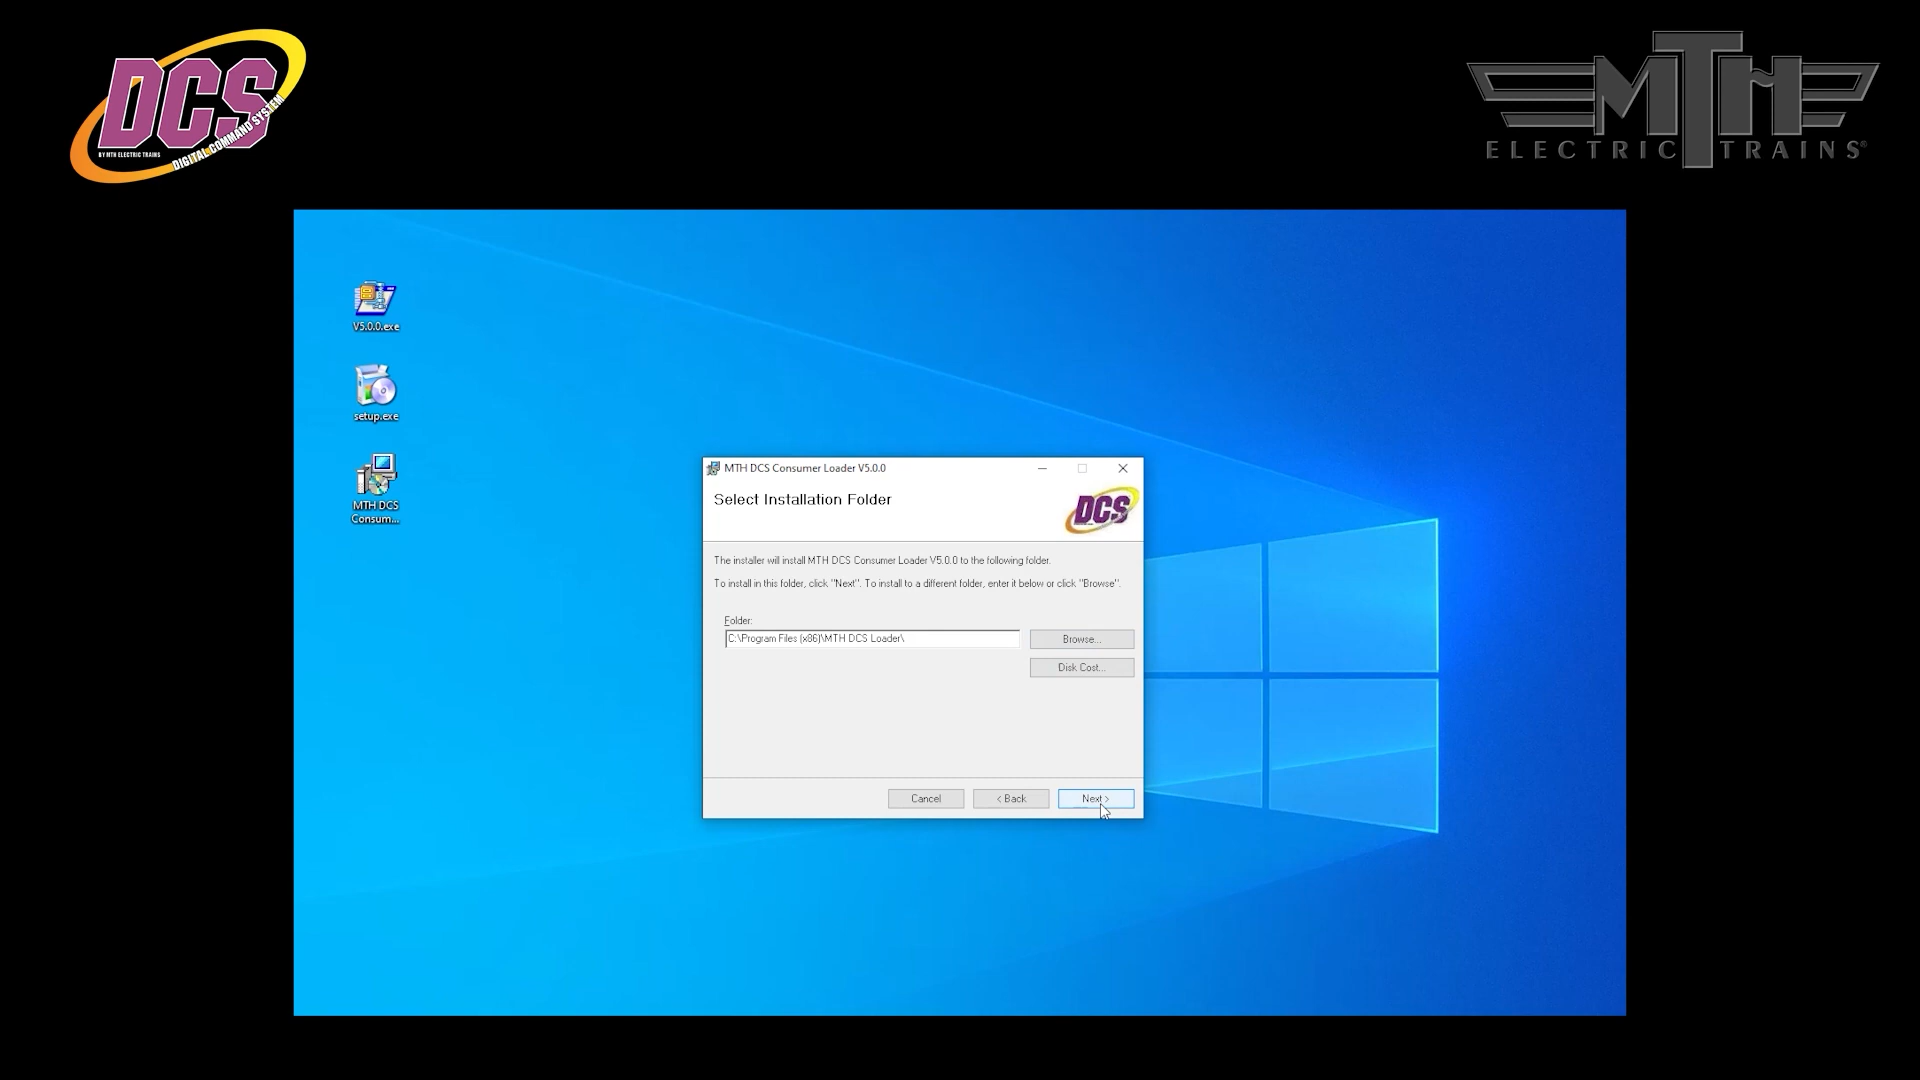 DCS
BY MTH ELECTRIC TRAINS
DIGITAL COMMAND SYSTEM
MTH
ELECTRIC TRAINS®
V5.0.0.exe
setup.exe
MTH DCS
Consum...
MTH DCS Consumer Loader V5.0.0
Select Installation Folder
DCS
The installer will install MTH DCS Consumer Loader V5.0.0 to the following folder.
To install in this folder, click "Next". To install to a different folder, enter it below or click "Browse".
Folder:
C:\Program Files (x86)\MTH DCS Loader\
Browse...
Disk Cost...
Cancel
< Back
Next >